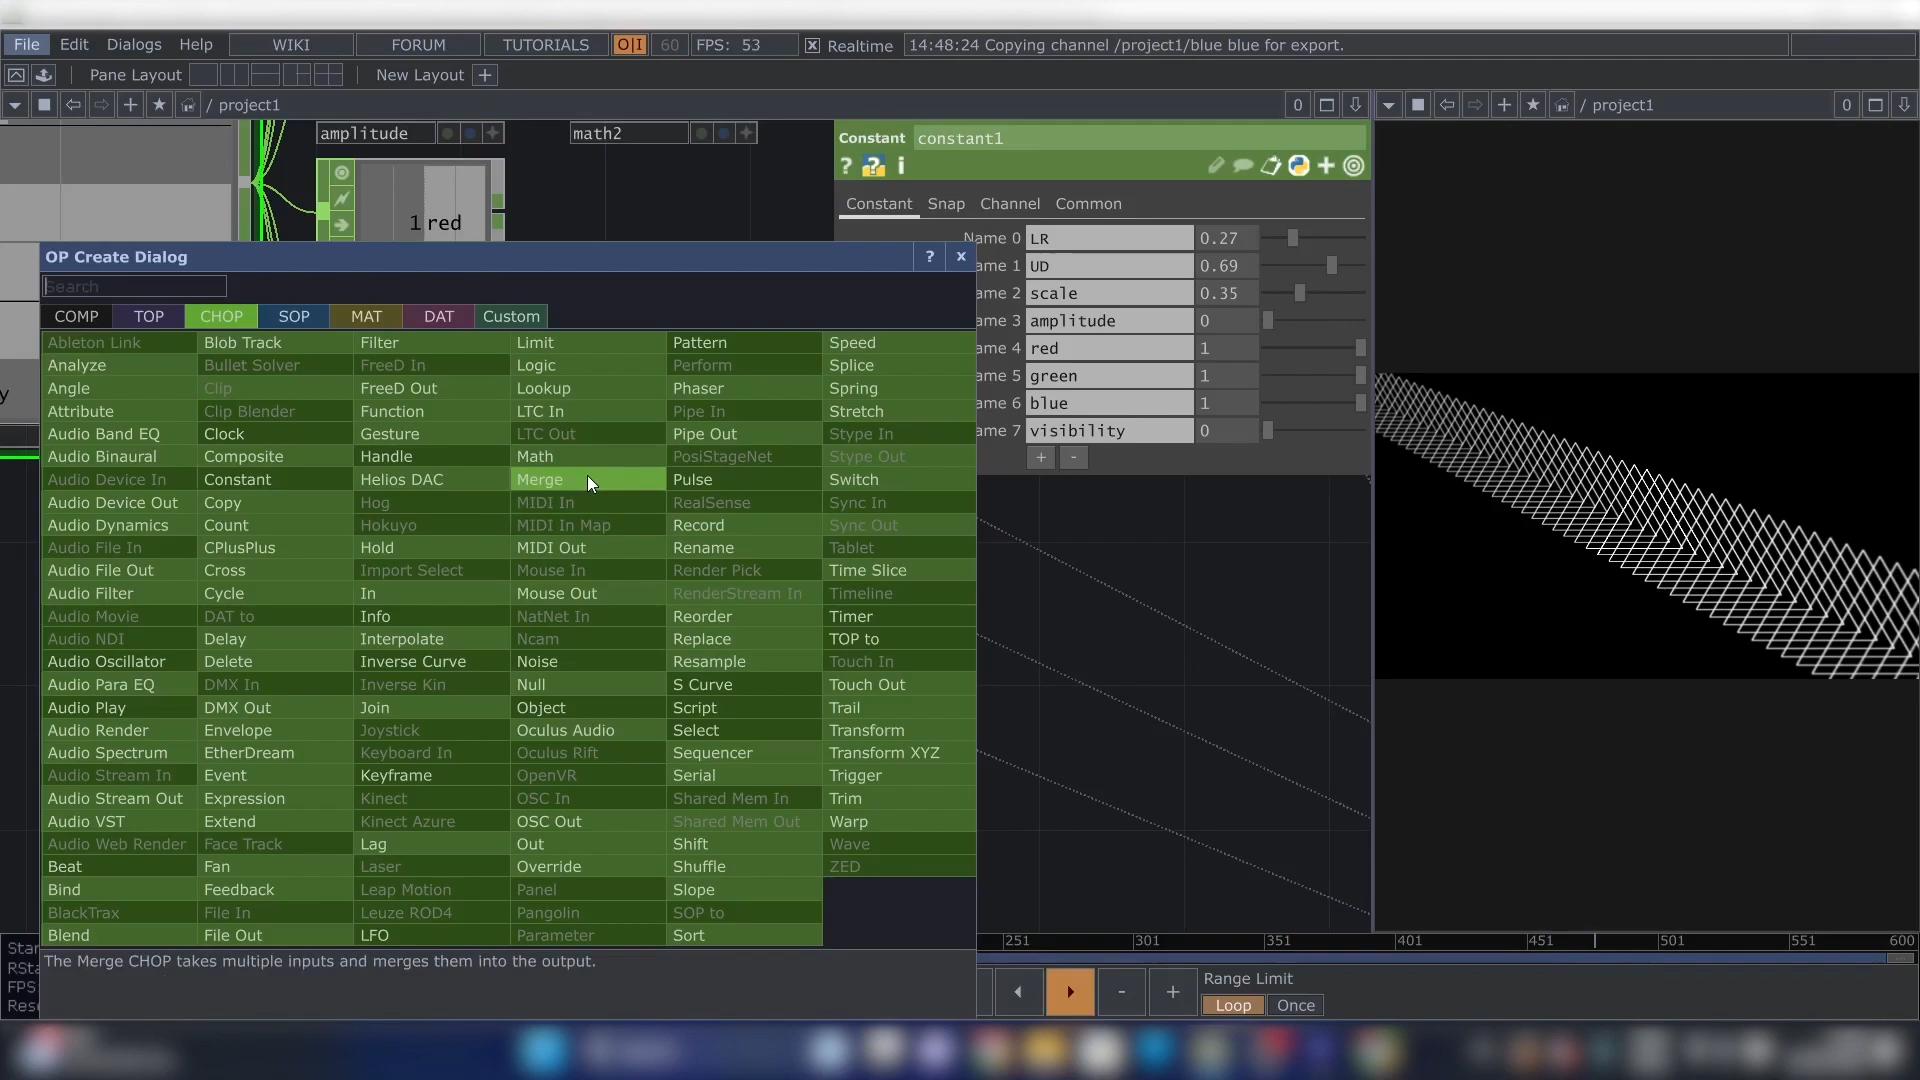 File Edit Dialogs Help WIKI FORUM TUTORIALS O|I 60 FPS: 53 Realtime 14:48:24 Copying channel /project1/blue blue for export.
Pane Layout New Layout +
/ project1 0 / project1 0
amplitude math2 Constant constant1
1 red
Constant Snap Channel Common
Name 0 LR 0.27
ame 1 UD 0.69
ame 2 scale 0.35
ame 3 amplitude 0
ame 4 red 1
ame 5 green 1
ame 6 blue 1
ame 7 visibility 0
+ -
OP Create Dialog ? x
Search
COMP TOP CHOP SOP MAT DAT Custom
Ableton Link Blob Track Filter Limit Pattern Speed
Analyze Bullet Solver FreeD In Logic Perform Splice
Angle Clip FreeD Out Lookup Phaser Spring
Attribute Clip Blender Function LTC In Pipe In Stretch
Audio Band EQ Clock Gesture LTC Out Pipe Out Stype In
Audio Binaural Composite Handle Math PosiStageNet Stype Out
Audio Device In Constant Helios DAC Merge Pulse Switch
Audio Device Out Copy Hog MIDI In RealSense Sync In
Audio Dynamics Count Hokuyo MIDI In Map Record Sync Out
Audio File In CPlusPlus Hold MIDI Out Rename Tablet
Audio File Out Cross Import Select Mouse In Render Pick Time Slice
Audio Filter Cycle In Mouse Out RenderStream In Timeline
Audio Movie DAT to Info NatNet In Reorder Timer
Audio NDI Delay Interpolate Ncam Replace TOP to
Audio Oscillator Delete Inverse Curve Noise Resample Touch In
Audio Para EQ DMX In Inverse Kin Null S Curve Touch Out
Audio Play DMX Out Join Object Script Trail
Audio Render Envelope Joystick Oculus Audio Select Transform
Audio Spectrum EtherDream Keyboard In Oculus Rift Sequencer Transform XYZ
Audio Stream In Event Keyframe OpenVR Serial Trigger
Audio Stream Out Expression Kinect OSC In Shared Mem In Trim
Audio VST Extend Kinect Azure OSC Out Shared Mem Out Warp
Audio Web Render Face Track Lag Out Shift Wave
Beat Fan Laser Override Shuffle ZED
Bind Feedback Leap Motion Panel Slope
BlackTrax File In Leuze ROD4 Pangolin SOP to
Blend File Out LFO Parameter Sort
The Merge CHOP takes multiple inputs and merges them into the output.
y
Star
RSta
FPS
Rese
251 301 351 401 451 501 551 600
- + Range Limit
Loop Once